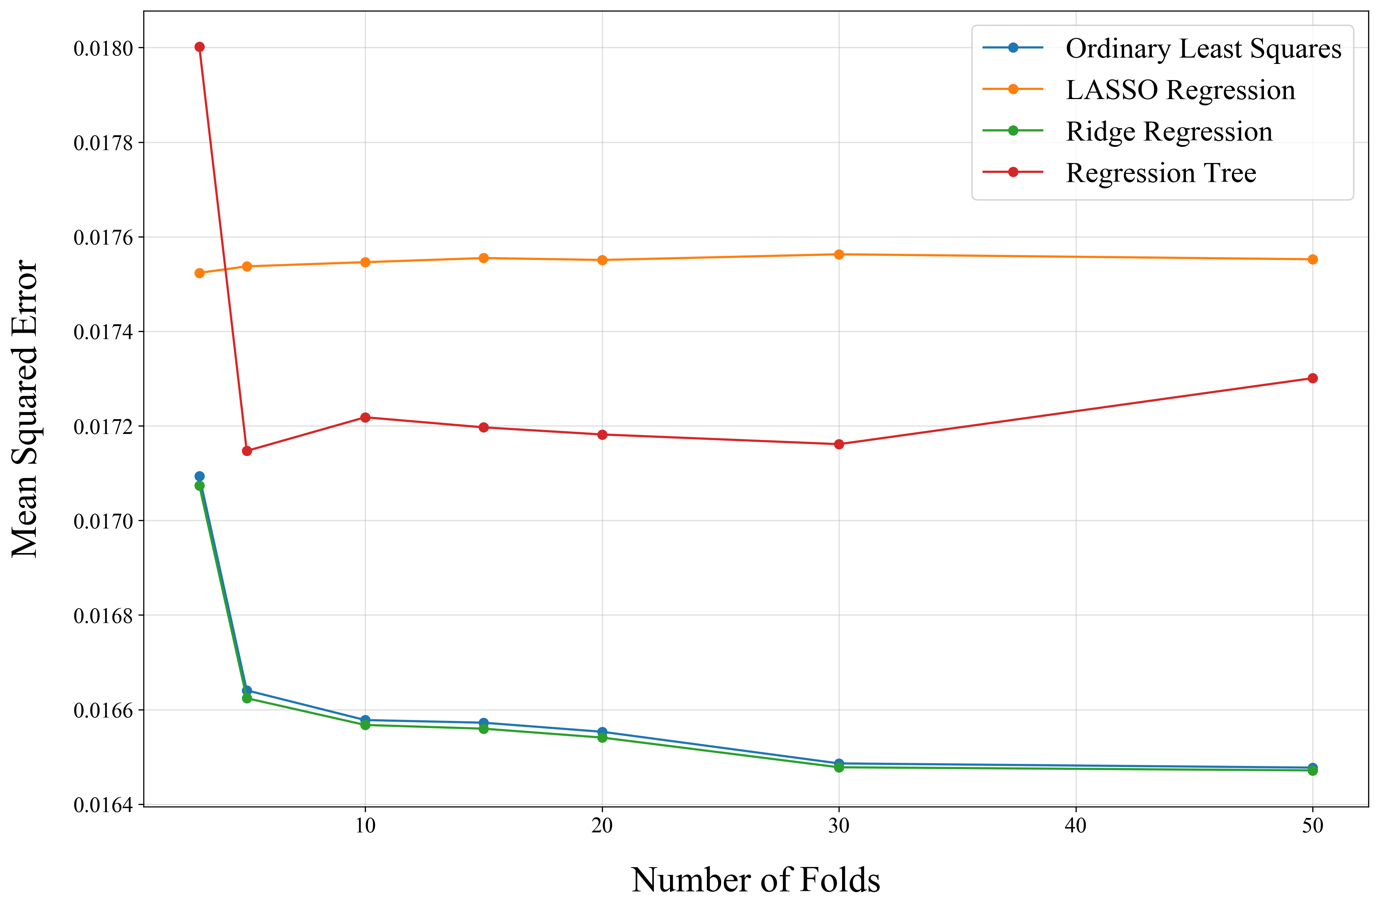 Ordinary Least Squares
LASSO Regression
Ridge Regression
Regression Tree
Mean Squared Error
0.0180
0.0178
0.0176
0.0174
0.0172
0.0170
0.0168
0.0166
0.0164
10 20 30 40 50
Number of Folds